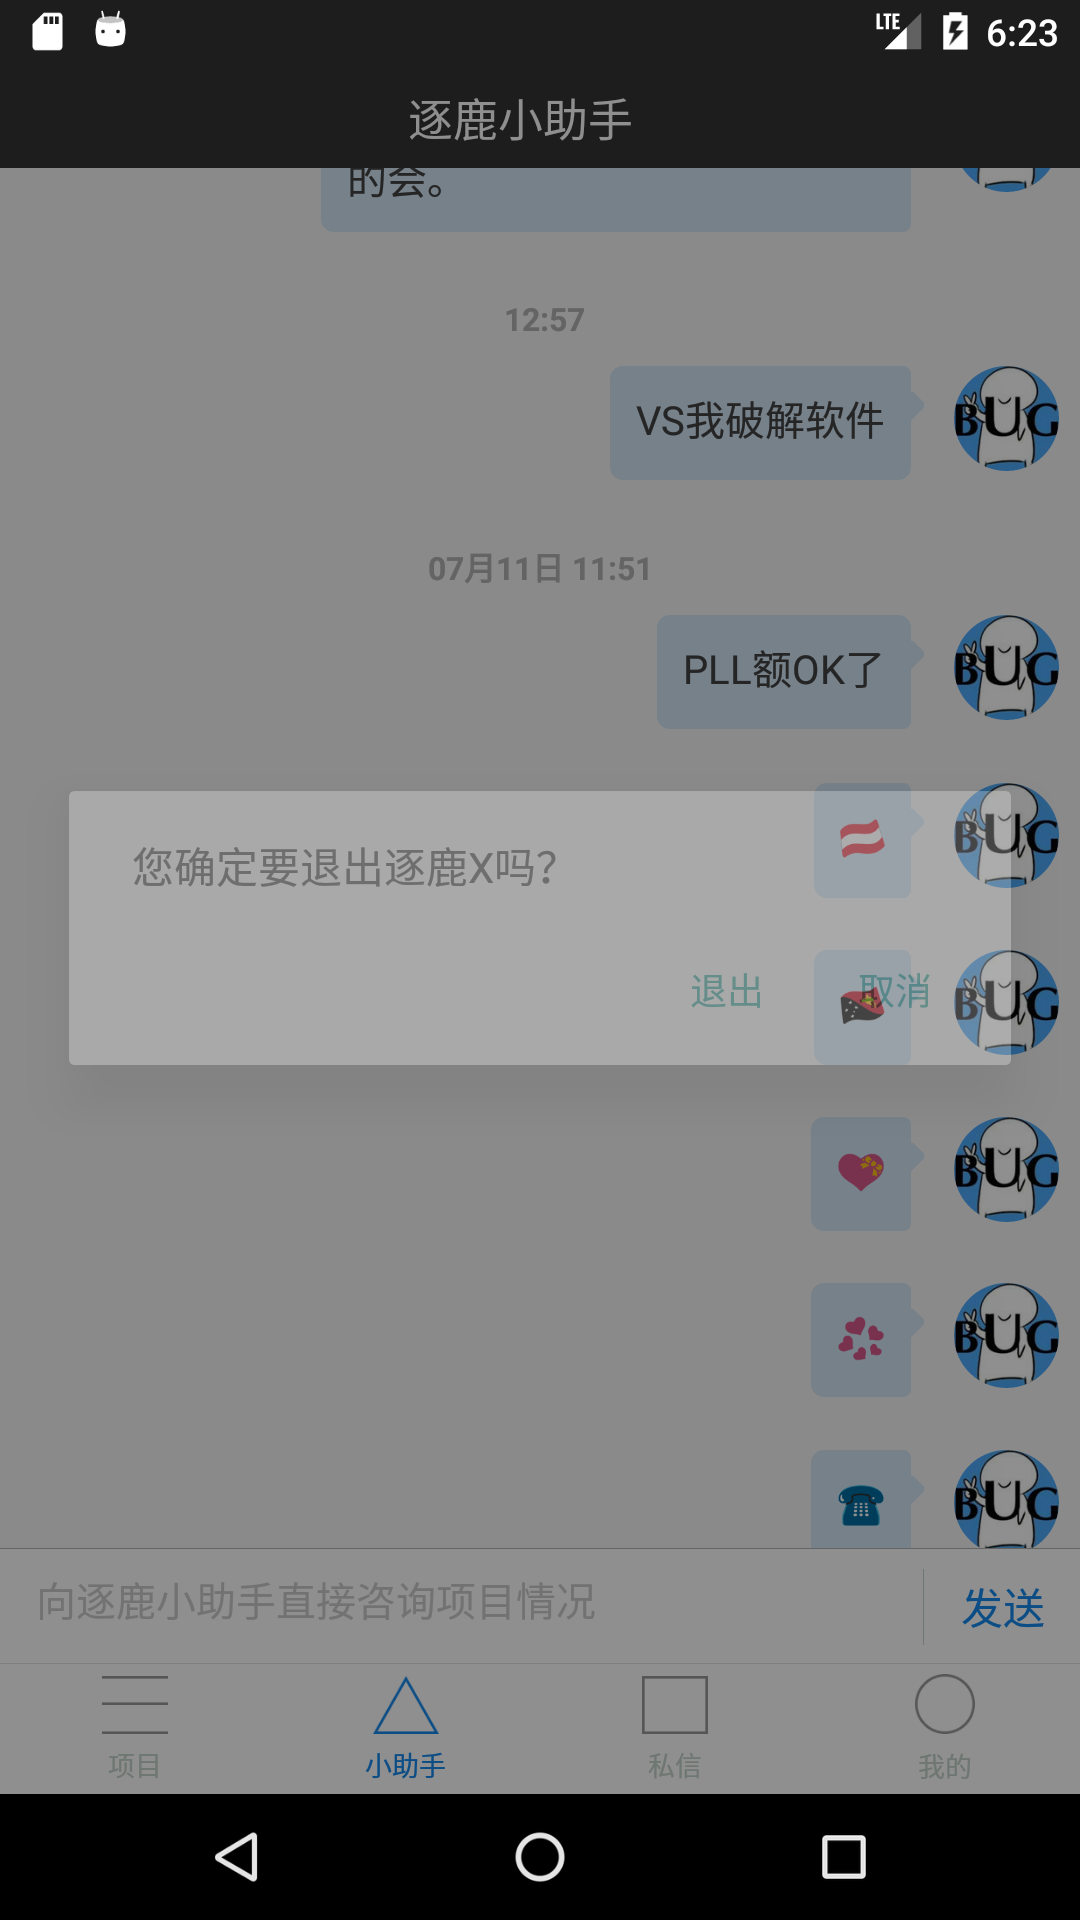 LTE 6:23
逐鹿小助手
的会。
12:57
VS我破解软件
BUG
07月11日 11:51
PLL额OK了
BUG
BUG
您确定要退出逐鹿X吗?
退出 取消
BUG
BUG
BUG
BUG
向逐鹿小助手直接咨询项目情况
发送
项目 小助手 私信 我的